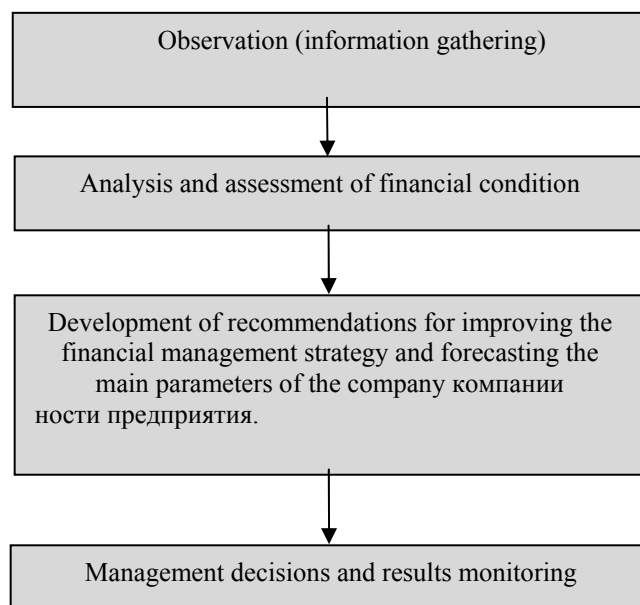 Observation (information gathering)
Analysis and assessment of financial condition
Development of recommendations for improving the
financial management strategy and forecasting the
main parameters of the company компании
ности предприятия.
Management decisions and results monitoring